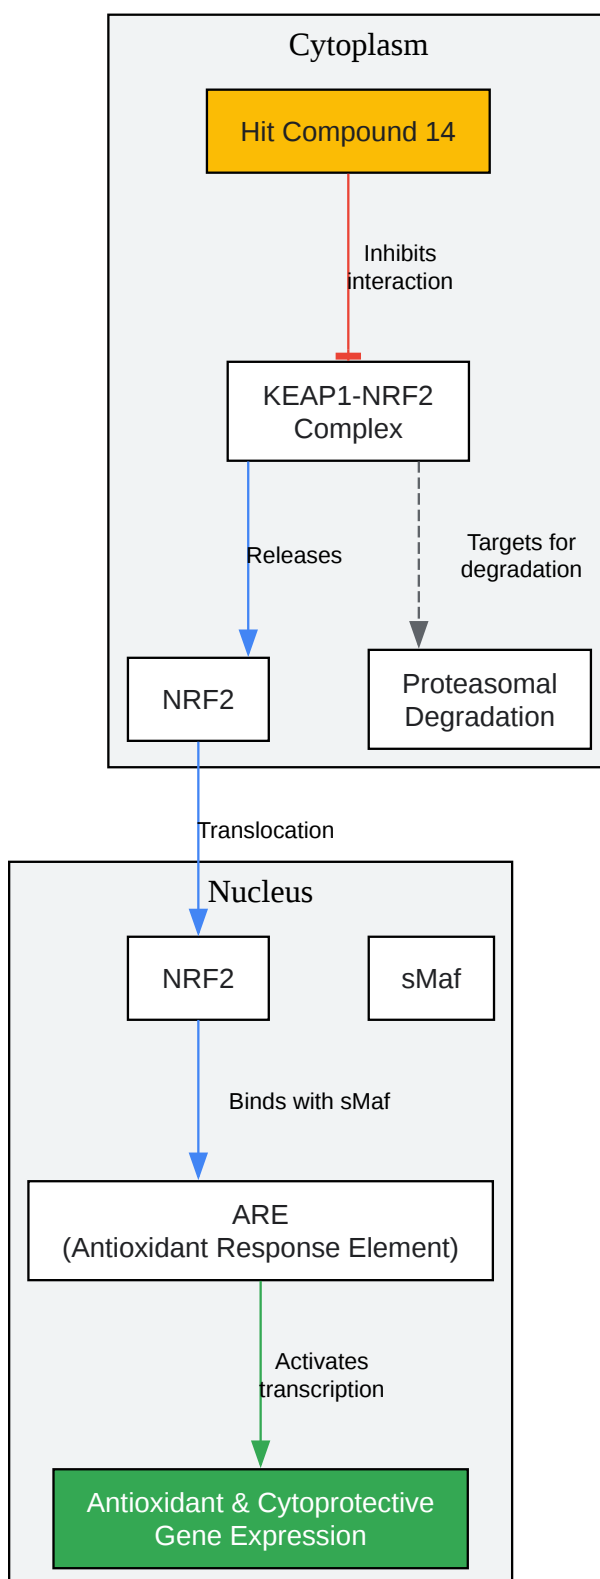 Cytoplasm
Hit Compound 14
Inhibits
interaction
KEAP1-NRF2
Complex
Releases
Targets for
degradation
NRF2
Proteasomal
Degradation
Translocation
Nucleus
NRF2
sMaf
Binds with sMaf
ARE
(Antioxidant Response Element)
Activates
transcription
Antioxidant & Cytoprotective
Gene Expression